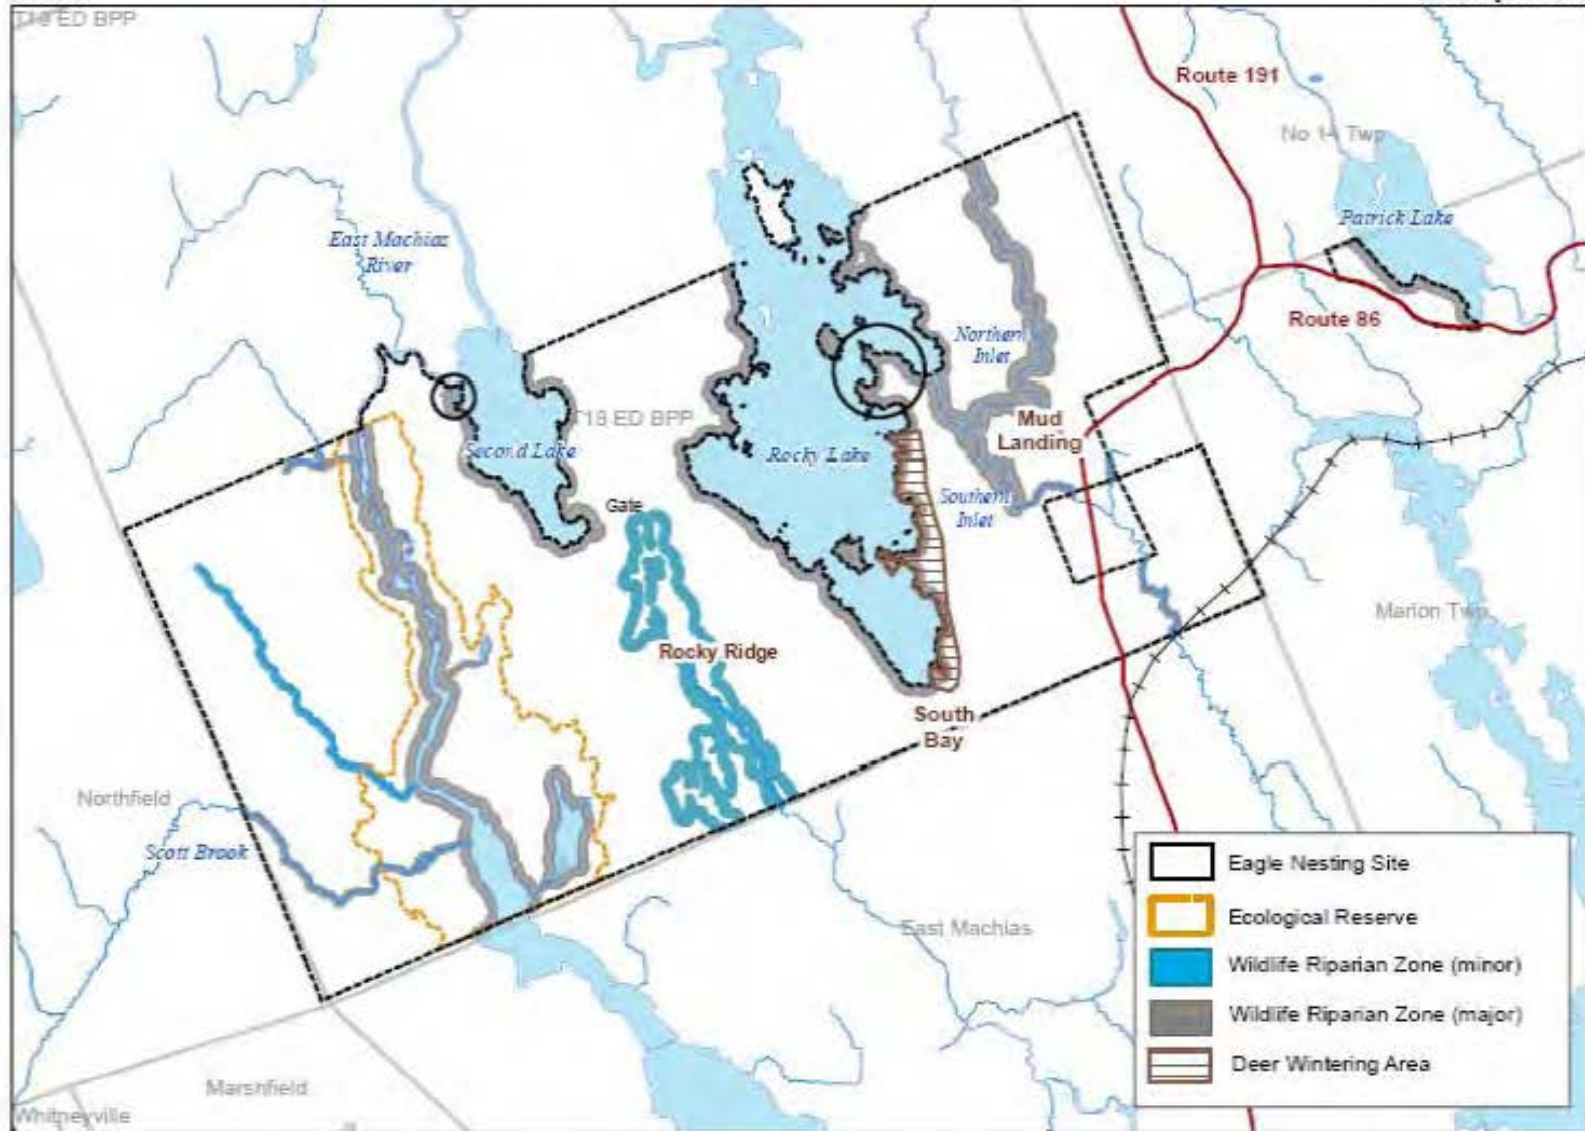 T18 ED BPP
Route 191
No 14 Twp
Patrick Lake
East Machias
River
Route 86
Northern
Inlet
T18 ED BPP
Mud
Landing
Second Lake
Rocky Lake
Southern
Inlet
Gate
Marion Twp
Rocky Ridge
South
Bay
Northfield
Scott Brook
East Machias
Marshfield
Whitneyville
Eagle Nesting Site
Ecological Reserve
Wildlife Riparian Zone (minor)
Wildlife Riparian Zone (major)
Deer Wintering Area